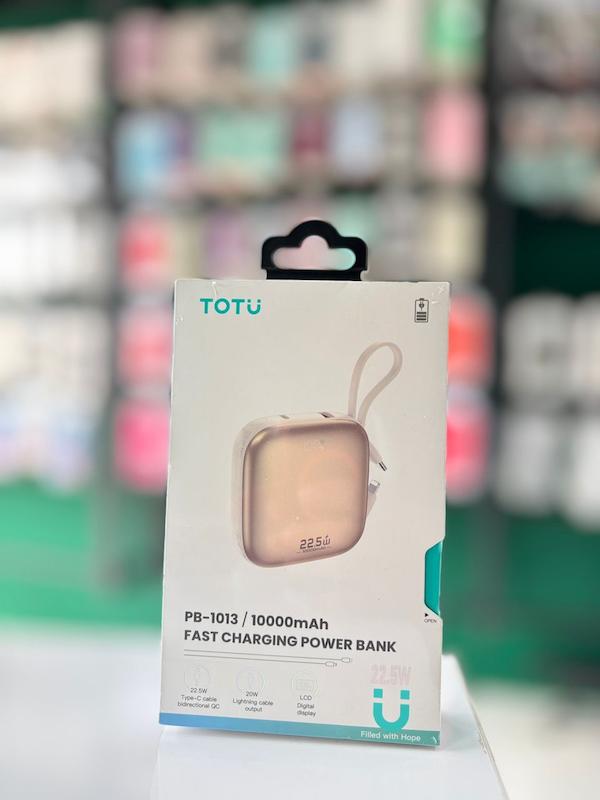 TOTU
22.5W
10000mAh
PB-1013 / 10000mAh
FAST CHARGING POWER BANK
OPEN
22.5W
22.5W
Type-C cable
bidirectional QC
20W
Lightning cable
output
LCD
Digital
display
Filled with Hope